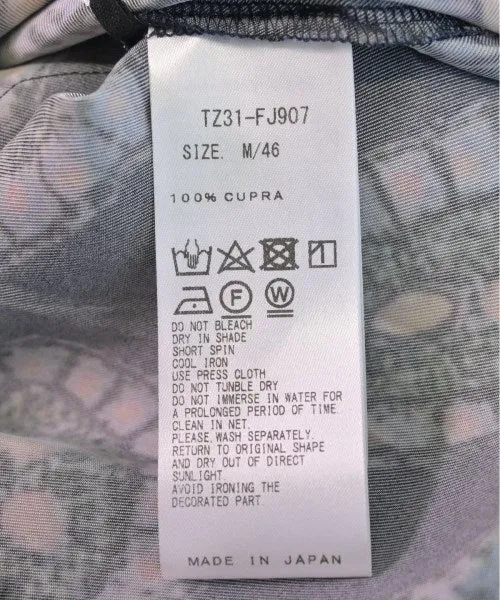 TZ31-FJ907
SIZE. M/46
100% CUPRA
F W
DO NOT BLEACH
DRY IN SHADE
SHORT SPIN
COOL IRON
USE PRESS CLOTH
DO NOT TUNBLE DRY
DO NOT IMMERSE IN WATER FOR
A PROLONGED PERIOD OF TIME.
CLEAN IN NET.
PLEASE WASH SEPARATELY.
RETURN TO ORIGINAL SHAPE
AND DRY OUT OF DIRECT
SUNLIGHT.
AVOID IRONING THE
DECORATED PART.
MADE IN JAPAN